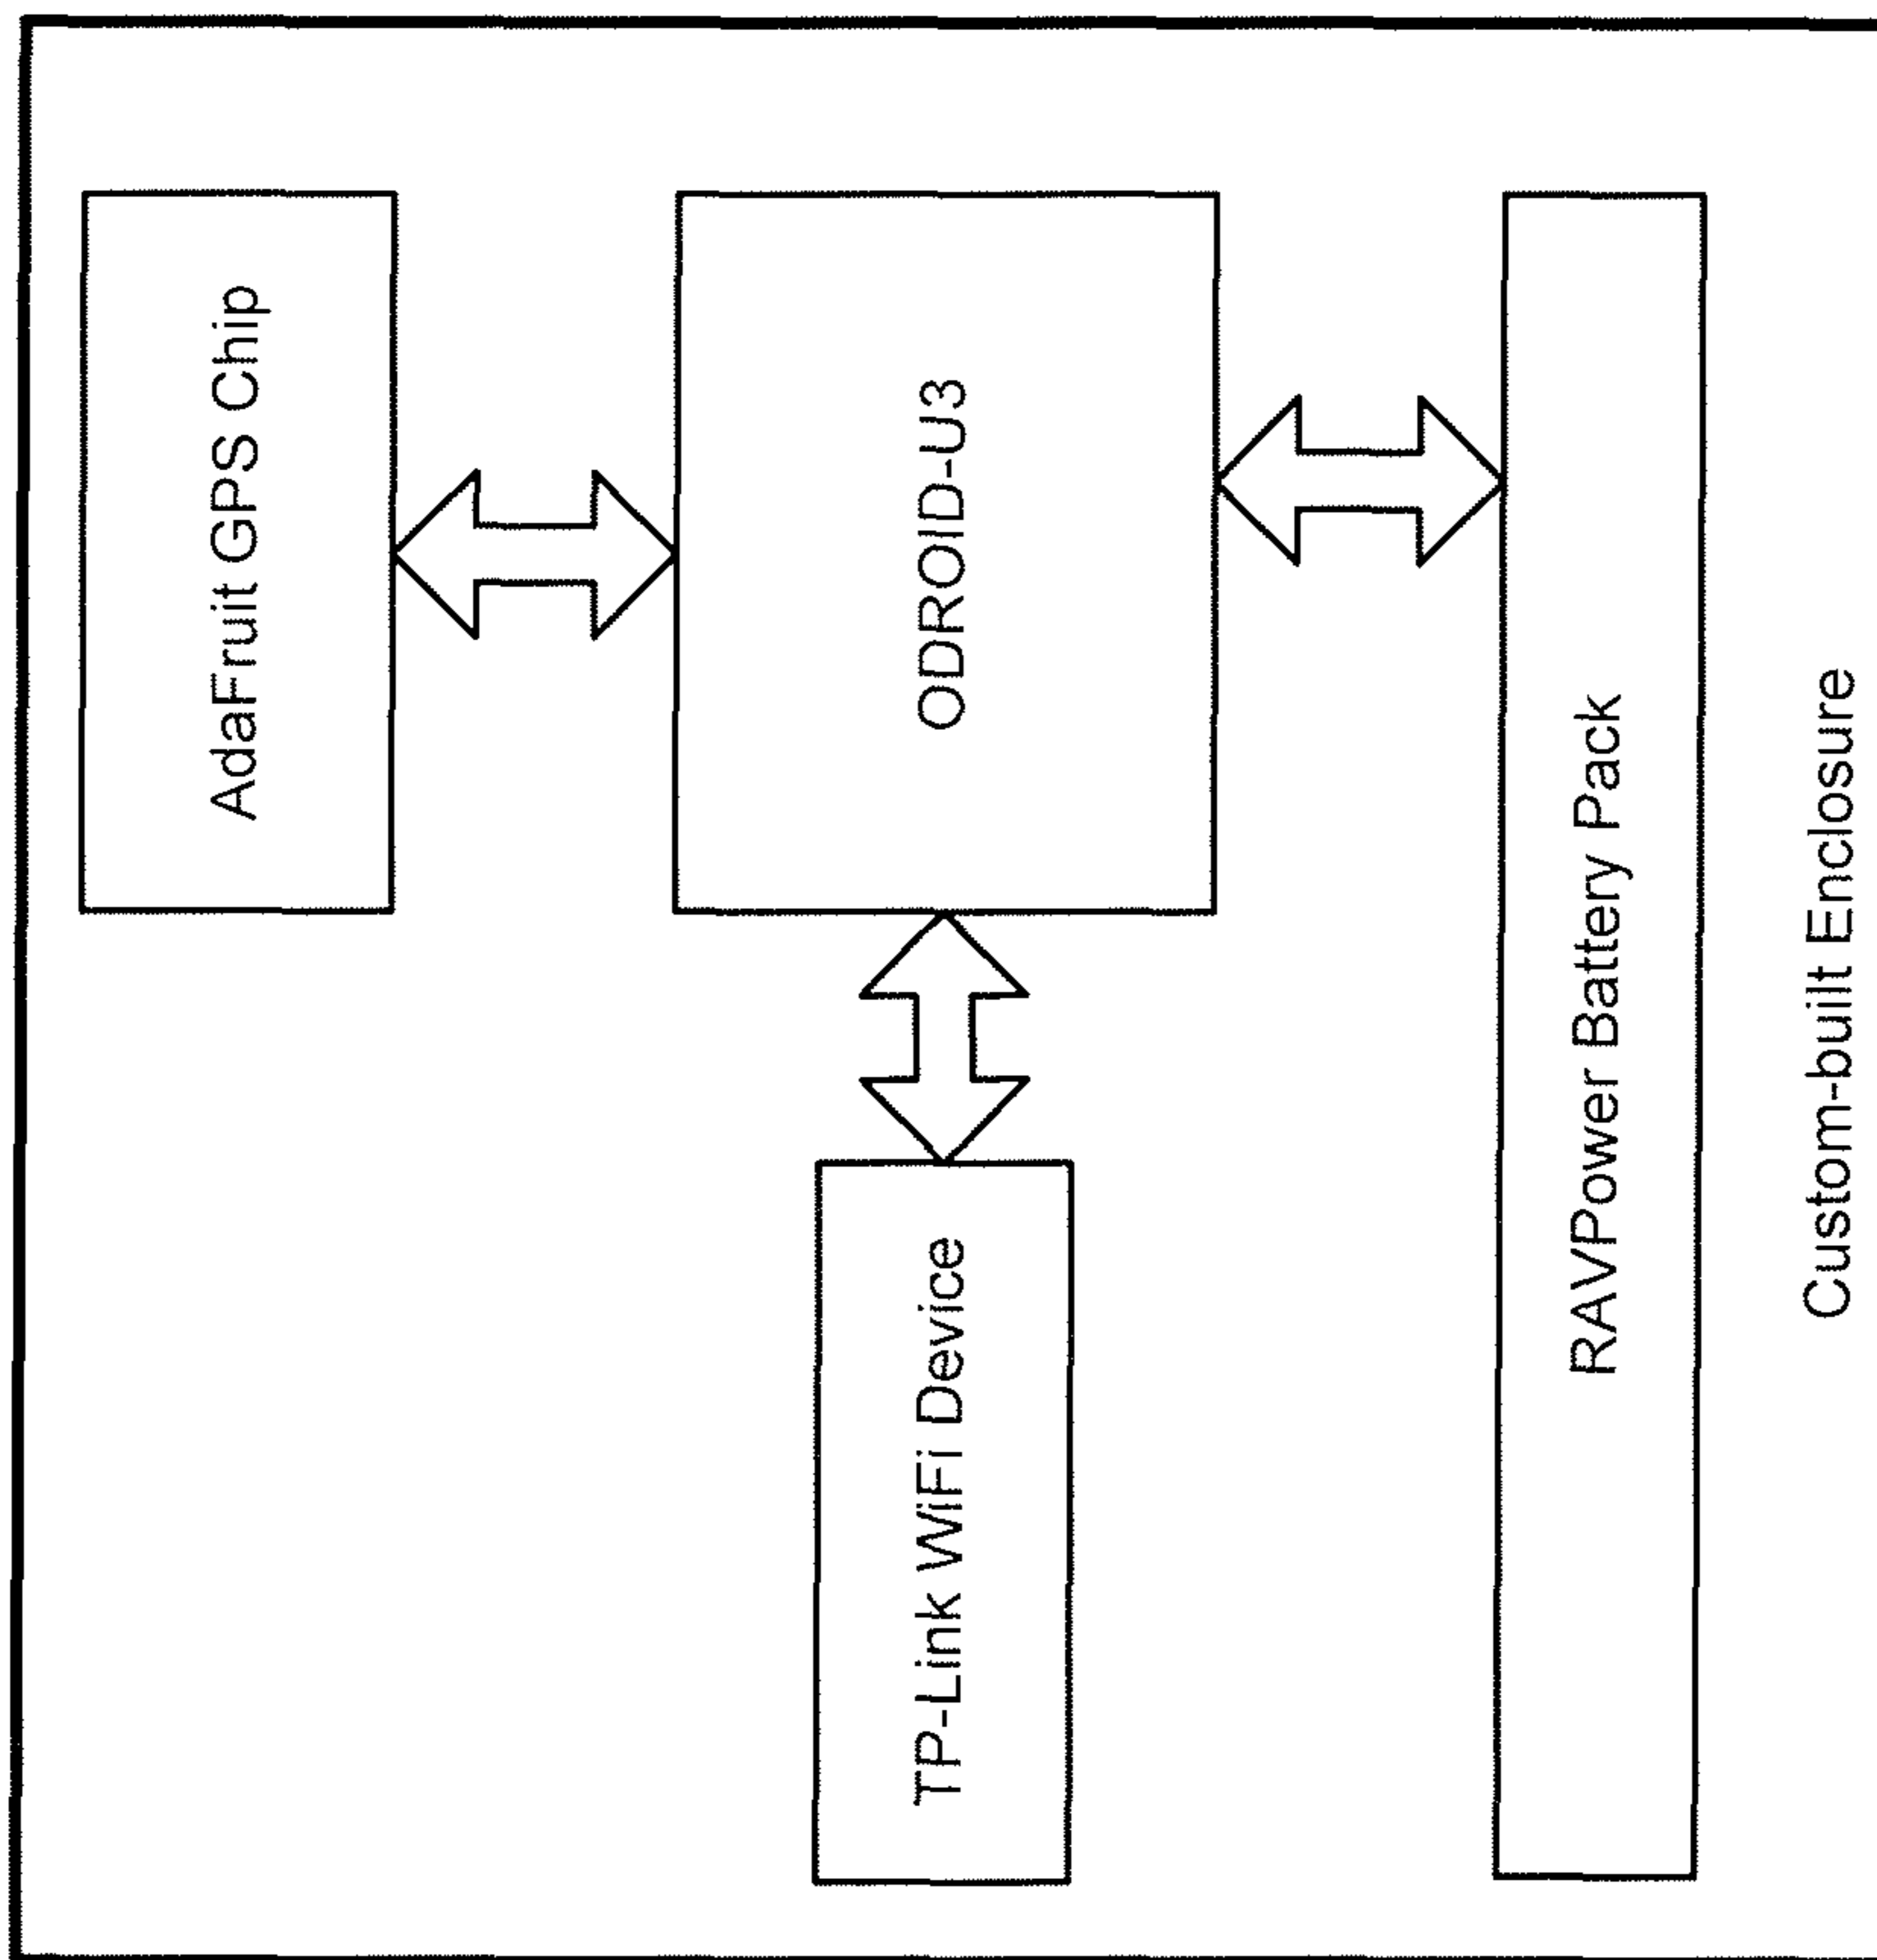 AdaFruit GPS Chip
TP-Link WiFi Device
ODROID-U3
RAVPower Battery Pack
Custom-built Enclosure